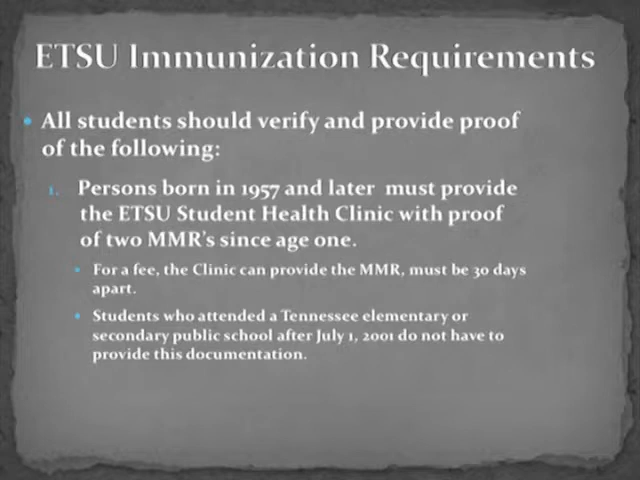 ETSU Immunization Requirements
• All students should verify and provide proof
of the following:
1. Persons born in 1957 and later must provide
the ETSU Student Health Clinic with proof
of two MMR's since age one.
• For a fee, the Clinic can provide the MMR, must be 30 days
apart.
• Students who attended a Tennessee elementary or
secondary public school after July 1, 2001 do not have to
provide this documentation.